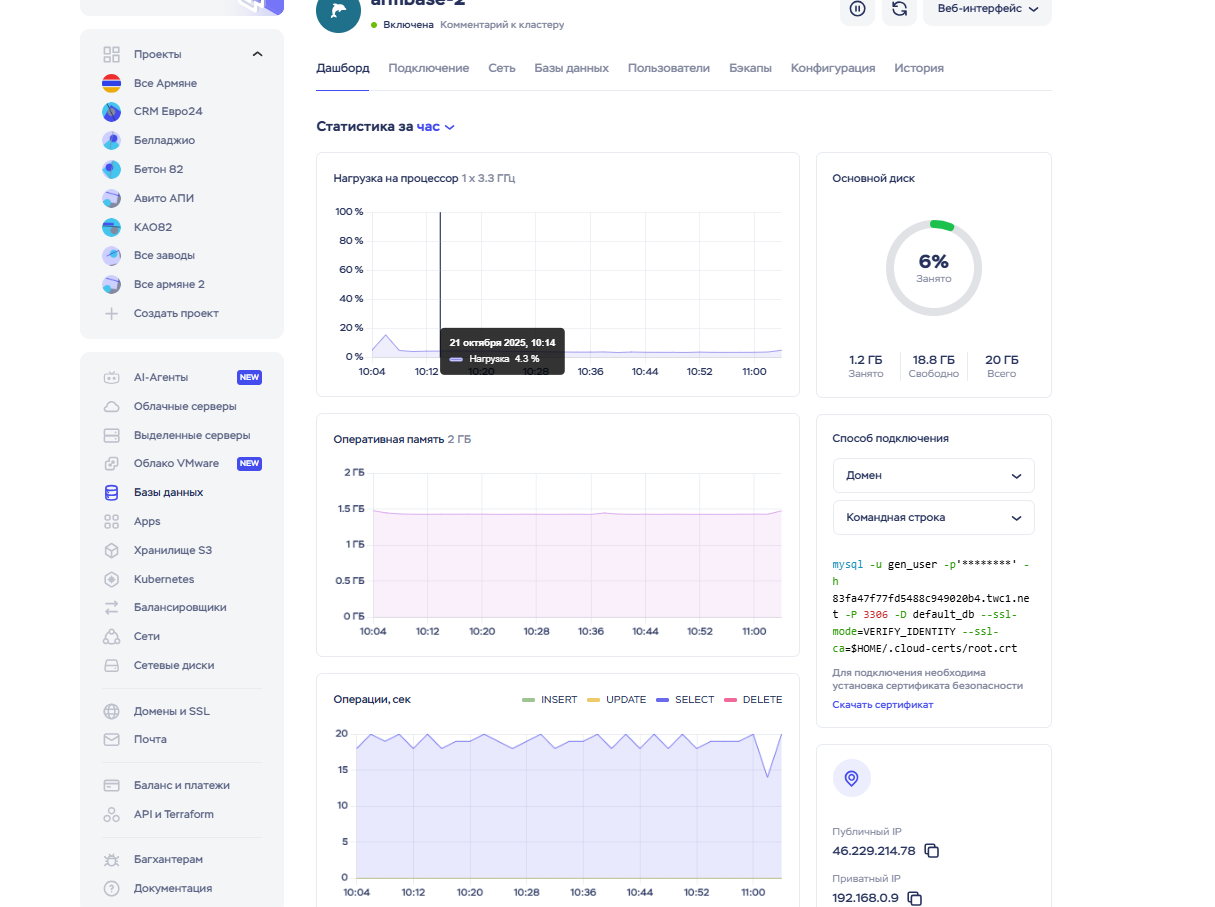 armbase-2
Включена Комментарий к кластеру
Веб-интерфейс
Проекты
Все Армяне
CRM Евро24
Белладжио
Бетон 82
Авито АПИ
КАО82
Все заводы
Все армяне 2
Создать проект
AI-Агенты NEW
Облачные серверы
Выделенные серверы
Облако VMware NEW
Базы данных
Apps
Хранилище S3
Kubernetes
Балансировщики
Сети
Сетевые диски
Домены и SSL
Почта
Баланс и платежи
API и Terraform
Багхантерам
Документация
Дашборд Подключение Сеть Базы данных Пользователи Бэкапы Конфигурация История
Статистика за час
Нагрузка на процессор 1 x 3.3 ГГц
100 %
80 %
60 %
40 %
20 %
0 %
21 октября 2025, 10:14
Нагрузка 4.3 %
10:04 10:12 10:20 10:28 10:36 10:44 10:52 11:00
Оперативная память 2 ГБ
2 ГБ
1.5 ГБ
1 ГБ
0.5 ГБ
0 ГБ
10:04 10:12 10:20 10:28 10:36 10:44 10:52 11:00
Операции, сек INSERT UPDATE SELECT DELETE
20
15
10
5
0
10:04 10:12 10:20 10:28 10:36 10:44 10:52 11:00
Основной диск
6%
Занято
1.2 ГБ 18.8 ГБ 20 ГБ
Занято Свободно Всего
Способ подключения
Домен
Командная строка
mysql -u gen_user -p'********' -
h
83fa47f77fd5488c949020b4.twc1.ne
t -P 3306 -D default_db --ssl-
mode=VERIFY_IDENTITY --ssl-
ca=$HOME/.cloud-certs/root.crt
Для подключения необходима
установка сертификата безопасности
Скачать сертификат
Публичный IP
46.229.214.78
Приватный IP
192.168.0.9